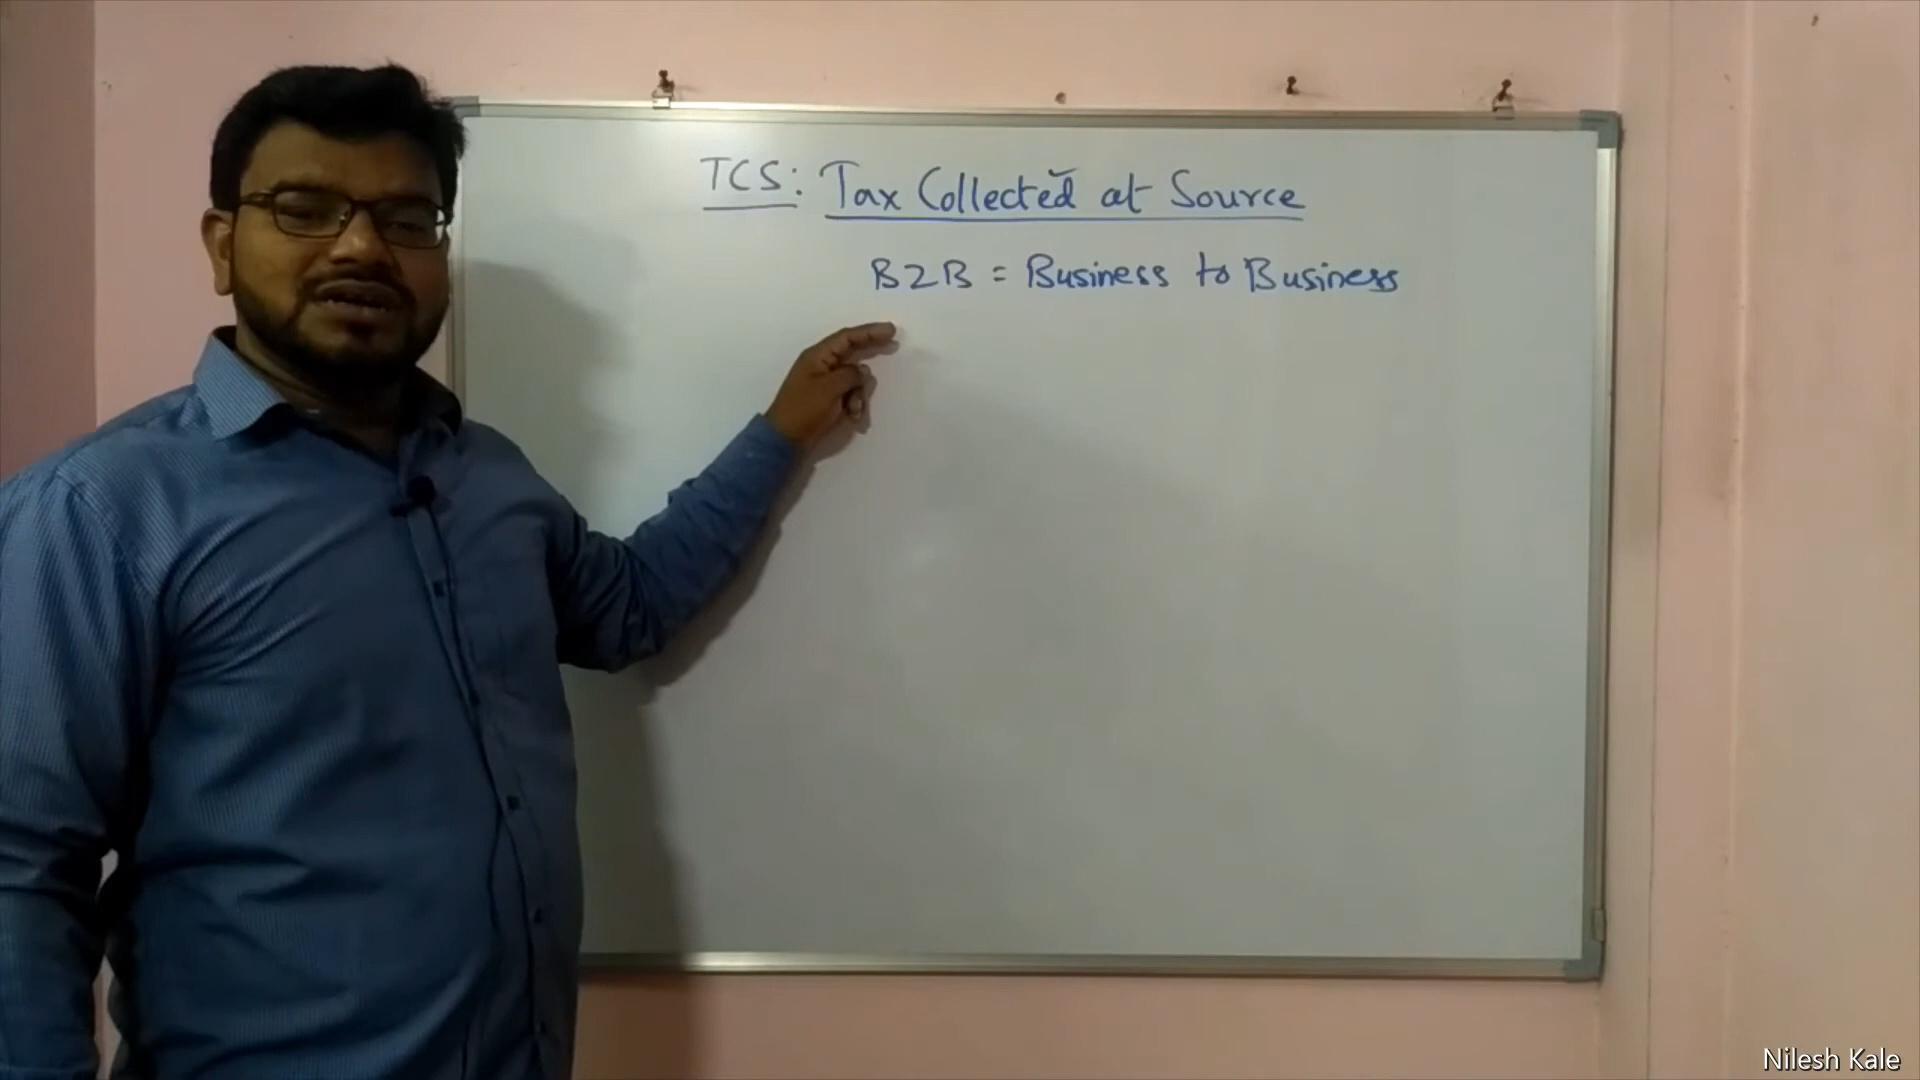 TCS: Tax Collected at Source
B2B = Business to Business
Nilesh Kale